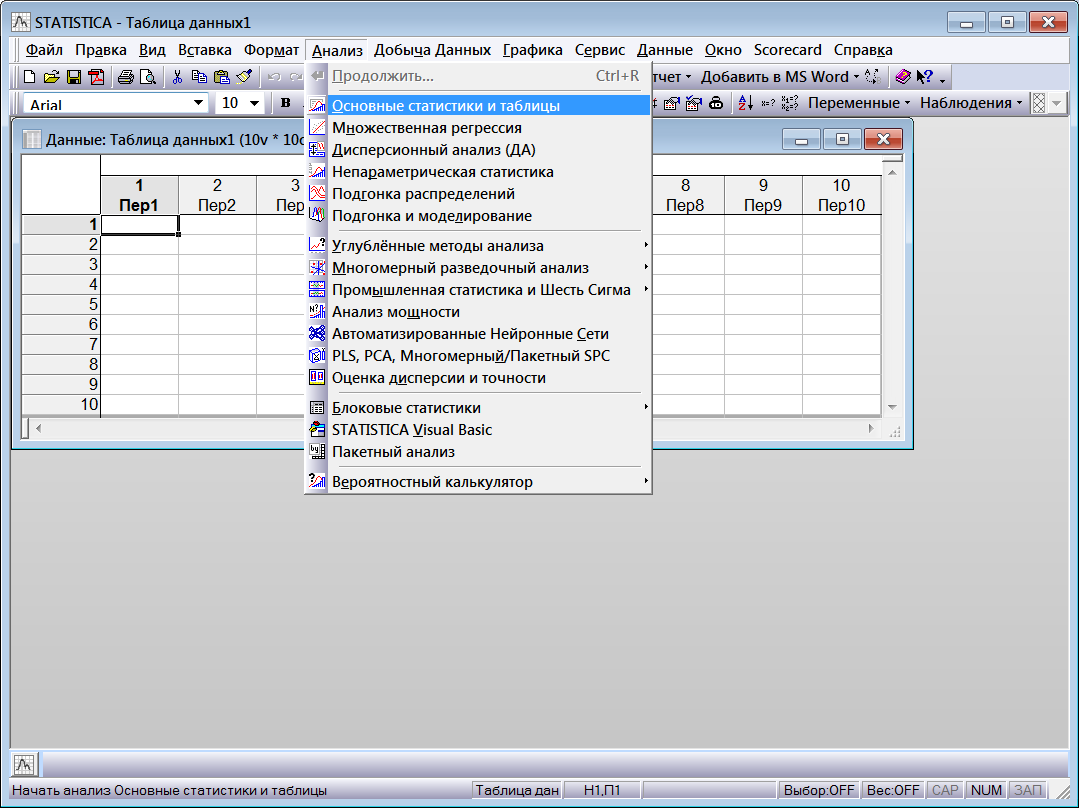 STATISTICA - Таблица данных1
Файл Правка Вид Вставка Формат Анализ Добыча Данных Графика Сервис Данные Окно Scorecard Справка
тчет Добавить в MS Word
Arial 10 B Переменные Наблюдения
Данные: Таблица данных1 (10v * 10c
1 2 3 8 9 10
Пер1 Пер2 Пер Пер8 Пер9 Пер10
1
2
3
4
5
6
7
8
9
10
Продолжить... Ctrl+R
Основные статистики и таблицы
Множественная регрессия
Дисперсионный анализ (ДА)
Непараметрическая статистика
Подгонка распределений
Подгонка и моделирование
Углублённые методы анализа
Многомерный разведочный анализ
Промышленная статистика и Шесть Сигма
Анализ мощности
Автоматизированные Нейронные Сети
PLS, PCA, Многомерный/Пакетный SPC
Оценка дисперсии и точности
Блоковые статистики
STATISTICA Visual Basic
Пакетный анализ
Вероятностный калькулятор
Начать анализ Основные статистики и таблицы Таблица дан Н1,П1 Выбор:OFF Вес:OFF CAP NUM ЗАП